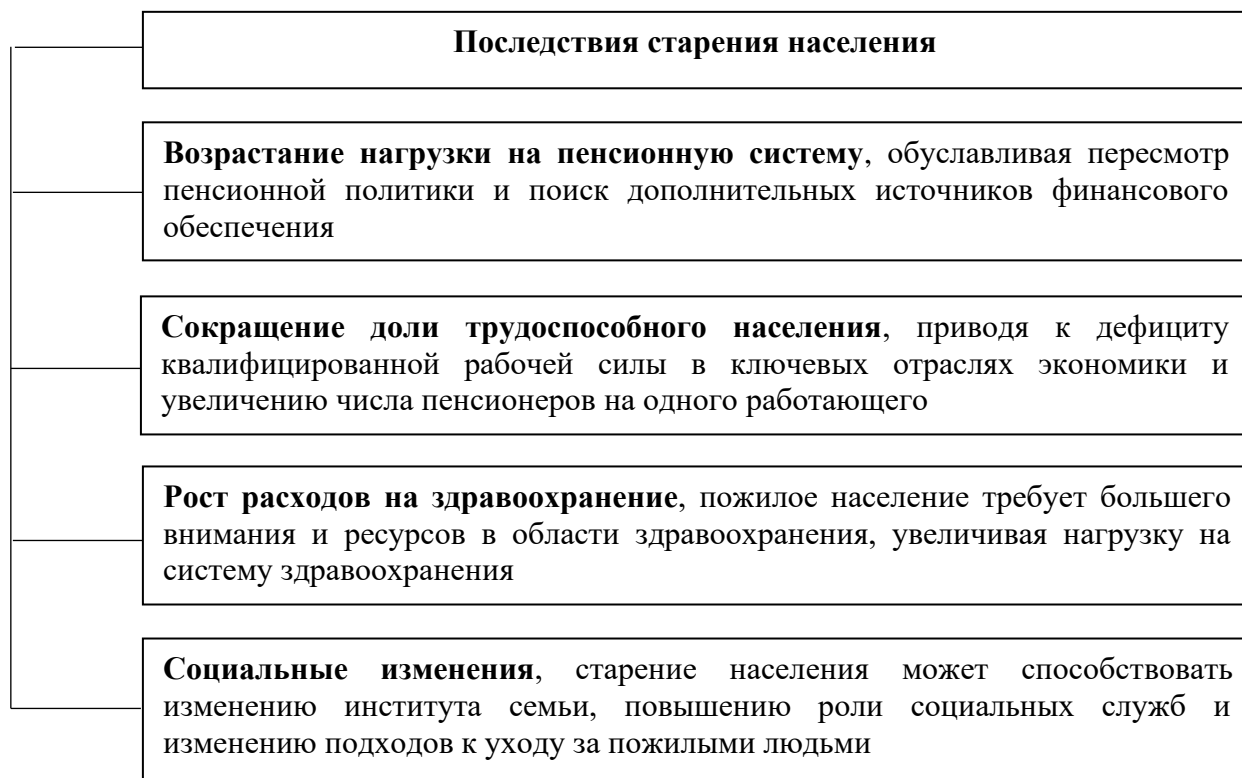 Последствия старения населения
Возрастание нагрузки на пенсионную систему, обуславливая пересмотр
пенсионной политики и поиск дополнительных источников финансового
обеспечения
Сокращение доли трудоспособного населения, приводя к дефициту
квалифицированной рабочей силы в ключевых отраслях экономики и
увеличению числа пенсионеров на одного работающего
Рост расходов на здравоохранение, пожилое население требует большего
внимания и ресурсов в области здравоохранения, увеличивая нагрузку на
систему здравоохранения
Социальные изменения, старение населения может способствовать
изменению института семьи, повышению роли социальных служб и
изменению подходов к уходу за пожилыми людьми